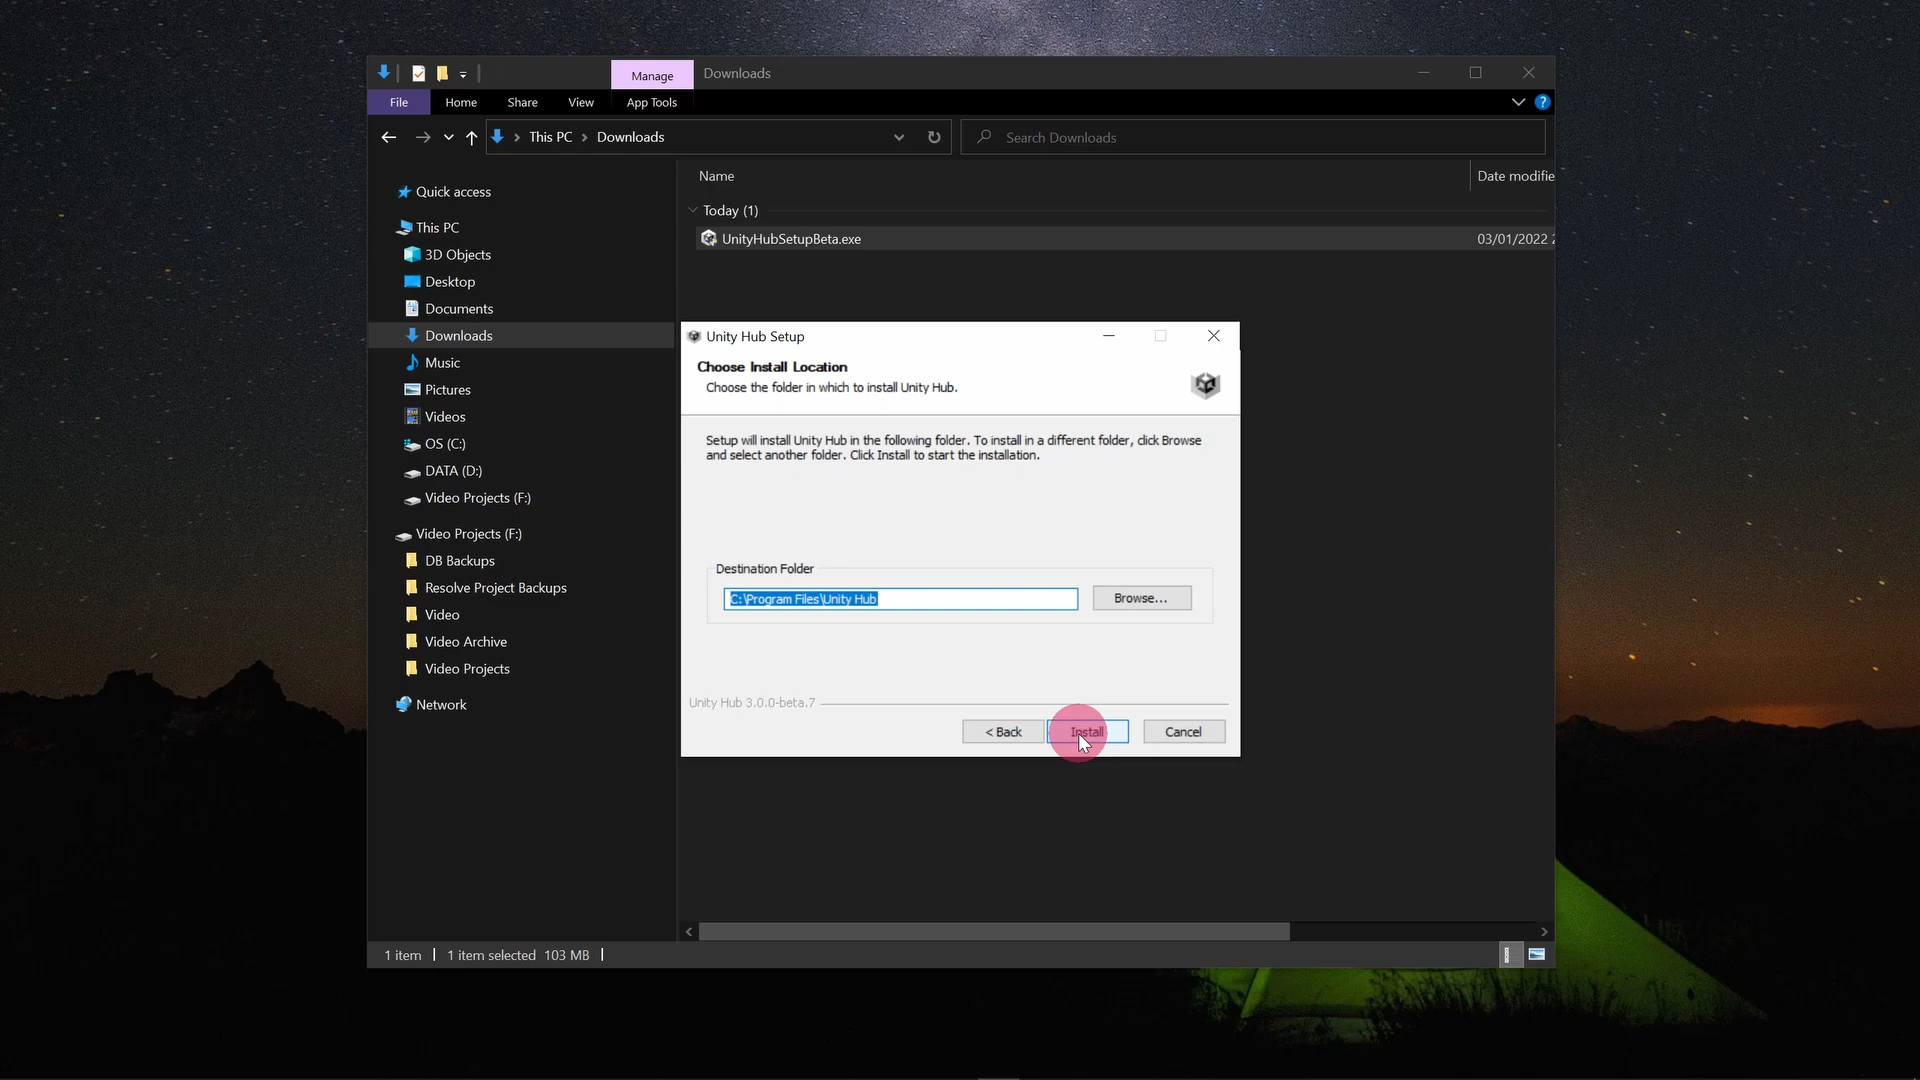 Manage
Downloads
File
Home
Share
View
App Tools
This PC
Downloads
Search Downloads
Name
Date modifie
Today (1)
UnityHubSetupBeta.exe
03/01/2022 2
Quick access
This PC
3D Objects
Desktop
Documents
Downloads
Music
Pictures
Videos
OS (C:)
DATA (D:)
Video Projects (F:)
Video Projects (F:)
DB Backups
Resolve Project Backups
Video
Video Archive
Video Projects
Network
Unity Hub Setup
Choose Install Location
Choose the folder in which to install Unity Hub.
Setup will install Unity Hub in the following folder. To install in a different folder, click Browse
and select another folder. Click Install to start the installation.
Destination Folder
C:\Program Files\Unity Hub
Browse...
Unity Hub 3.0.0-beta.7
< Back
Install
Cancel
1 item
1 item selected 103 MB